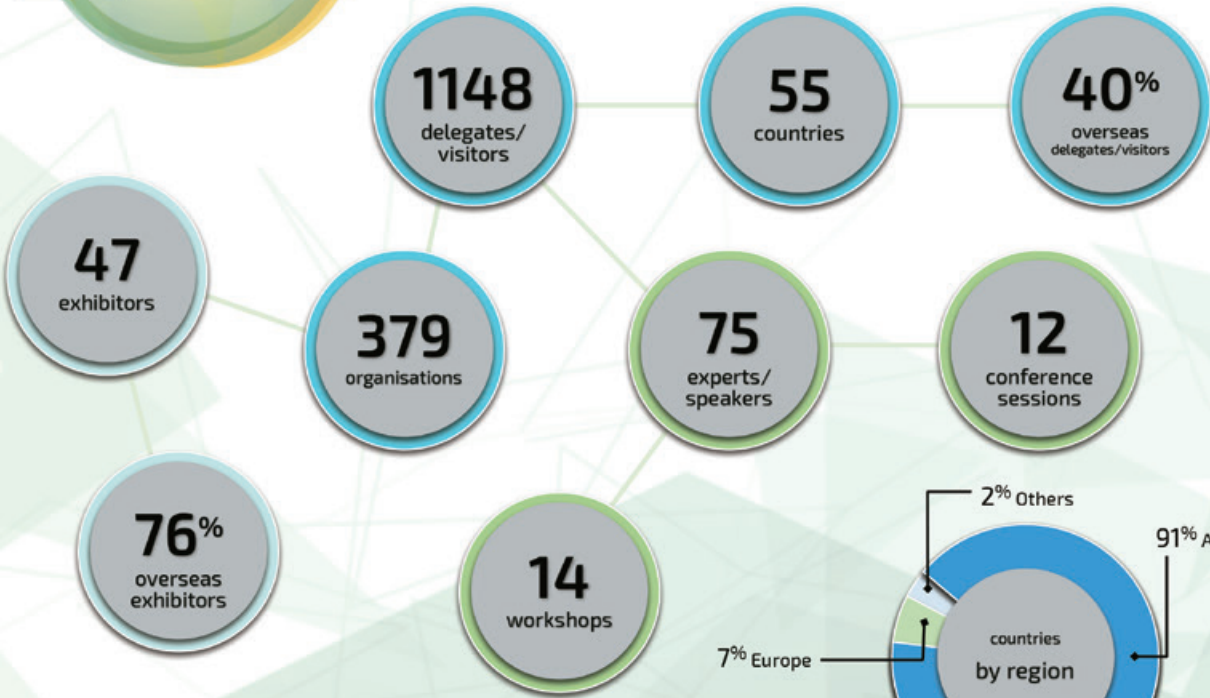 1148
delegates/
visitors
55
countries
40%
overseas
delegates/visitors
47
exhibitors
379
organisations
75
experts/
speakers
12
conference
sessions
76%
overseas
exhibitors
14
workshops
2% Others
91%
7% Europe
countries
by region